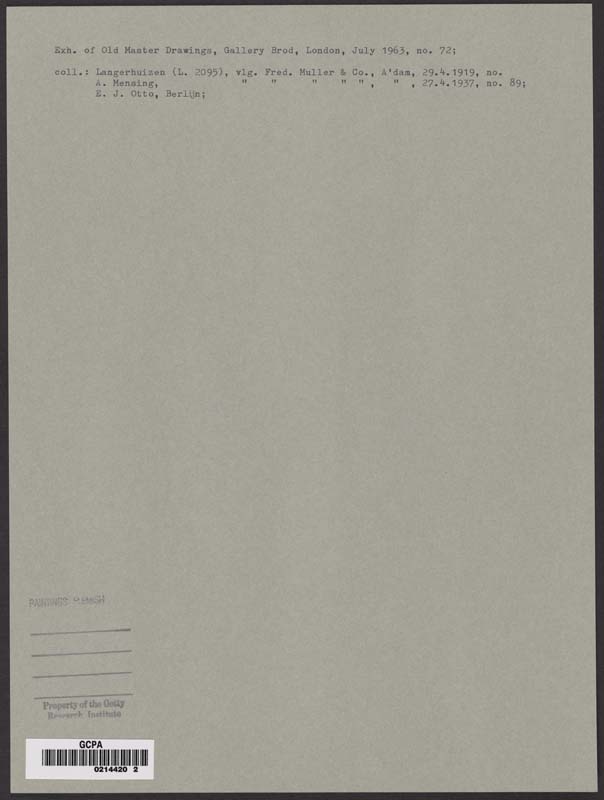 Exh. of Old Master Drawings, Gallery Brod, London, July 1963, no. 72;
coll.: Langerhuizen (L. 2095), vlg. Fred. Muller & Co., A'dam, 29.4.1919, no.
A. Mensing, " " " " " , " , 27.4.1937, no. 89;
E. J. Otto, Berlijn;
PAINTINGS FLEMISH
Property of the Getty
Research Institute
GCPA
0214420 2